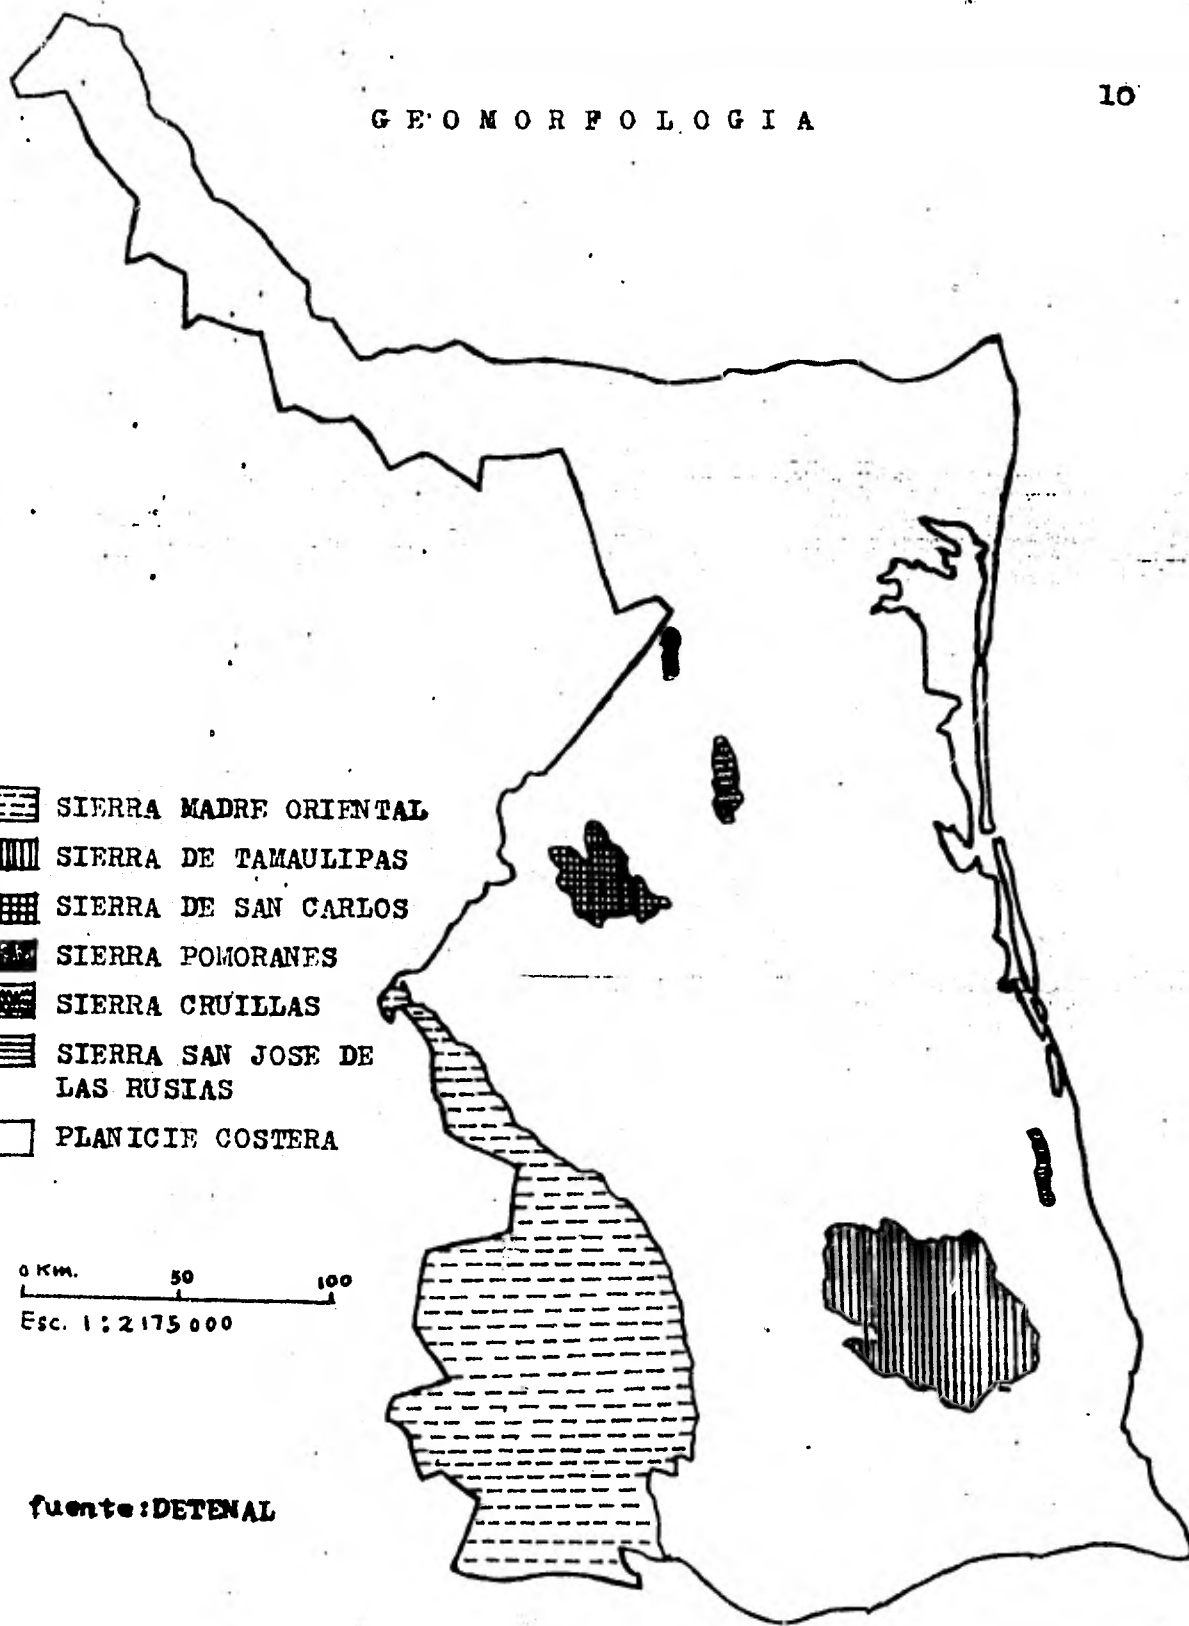 10
GEOMORFOLOGIA
SIERRA MADRE ORIENTAL
SIERRA DE TAMAULIPAS
SIERRA DE SAN CARLOS
SIERRA POMORANES
SIERRA CRUILLAS
SIERRA SAN JOSE DE
LAS RUSIAS
PLANICIE COSTERA
0 Km. 50 100
Esc. 1:2175000
fuente:DETENAL